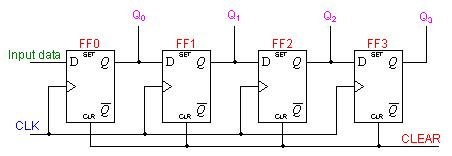 Q0 Q1 Q2 Q3
FF0 FF1 FF2 FF3
Input data
SET SET SET SET
D Q D Q D Q D Q
Q Q Q Q
CLK
CLR CLR CLR CLR
CLEAR